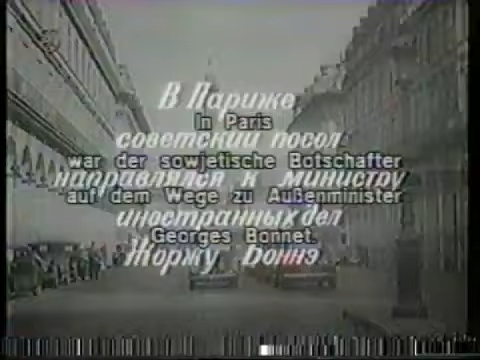 В Париже
In Paris
советский посол
war der sowjetische Botschafter
направлялся к министру
auf dem Wege zu Außenminister
иностранных дел
Georges Bonnet.
Жоржу Боннэ